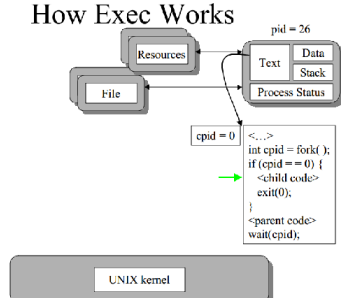 How Exec Works
pid = 26
Resources
Text
Data
Stack
File
Process Status
cpid = 0
<...>
int cpid = fork( );
if (cpid = = 0) {
<child code>
exit(0);
}
<parent code>
wait(cpid);
UNIX kernel